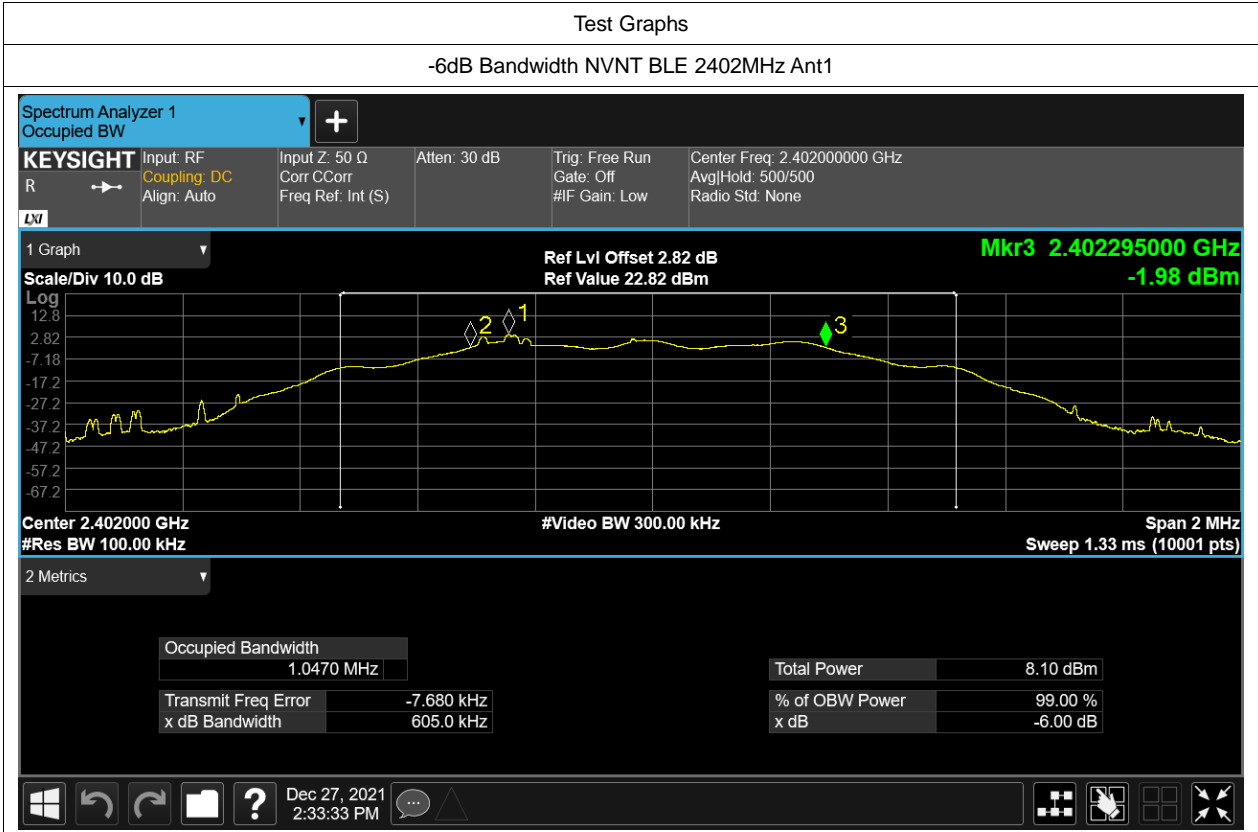 Test Graphs
-6dB Bandwidth NVNT BLE 2402MHz Ant1
Spectrum Analyzer 1
Occupied BW
KEYSIGHT
R
LXI
Input: RF
Coupling: DC
Align: Auto
Input Z: 50 Ω
Corr CCorr
Freq Ref: Int (S)
Atten: 30 dB
Trig: Free Run
Gate: Off
#IF Gain: Low
Center Freq: 2.402000000 GHz
Avg|Hold: 500/500
Radio Std: None
1 Graph
Scale/Div 10.0 dB
Ref Lvl Offset 2.82 dB
Ref Value 22.82 dBm
Mkr3 2.402295000 GHz
-1.98 dBm
Log
12.8
2.82
-7.18
-17.2
-27.2
-37.2
-47.2
-57.2
-67.2
2
1
3
Center 2.402000 GHz
#Res BW 100.00 kHz
#Video BW 300.00 kHz
Span 2 MHz
Sweep 1.33 ms (10001 pts)
2 Metrics
Occupied Bandwidth
1.0470 MHz
Transmit Freq Error -7.680 kHz
x dB Bandwidth 605.0 kHz
Total Power 8.10 dBm
% of OBW Power 99.00 %
x dB -6.00 dB
?
Dec 27, 2021
2:33:33 PM